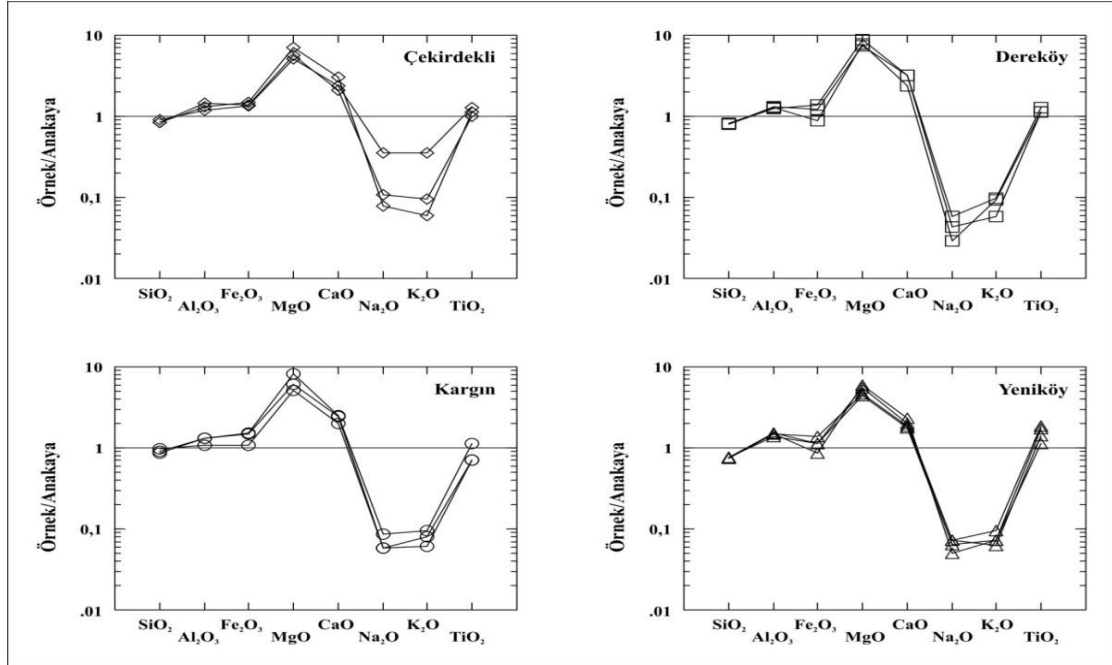 10
Çekirdekli
1
Örnek/Anakaya
0,1
.01
SiO₂ Al₂O₃ Fe₂O₃ MgO CaO Na₂O K₂O TiO₂
10
Dereköy
1
Örnek/Anakaya
0,1
.01
SiO₂ Al₂O₃ Fe₂O₃ MgO CaO Na₂O K₂O TiO₂
10
Kargın
1
Örnek/Anakaya
0,1
.01
SiO₂ Al₂O₃ Fe₂O₃ MgO CaO Na₂O K₂O TiO₂
10
Yeniköy
1
Örnek/Anakaya
0,1
.01
SiO₂ Al₂O₃ Fe₂O₃ MgO CaO Na₂O K₂O TiO₂